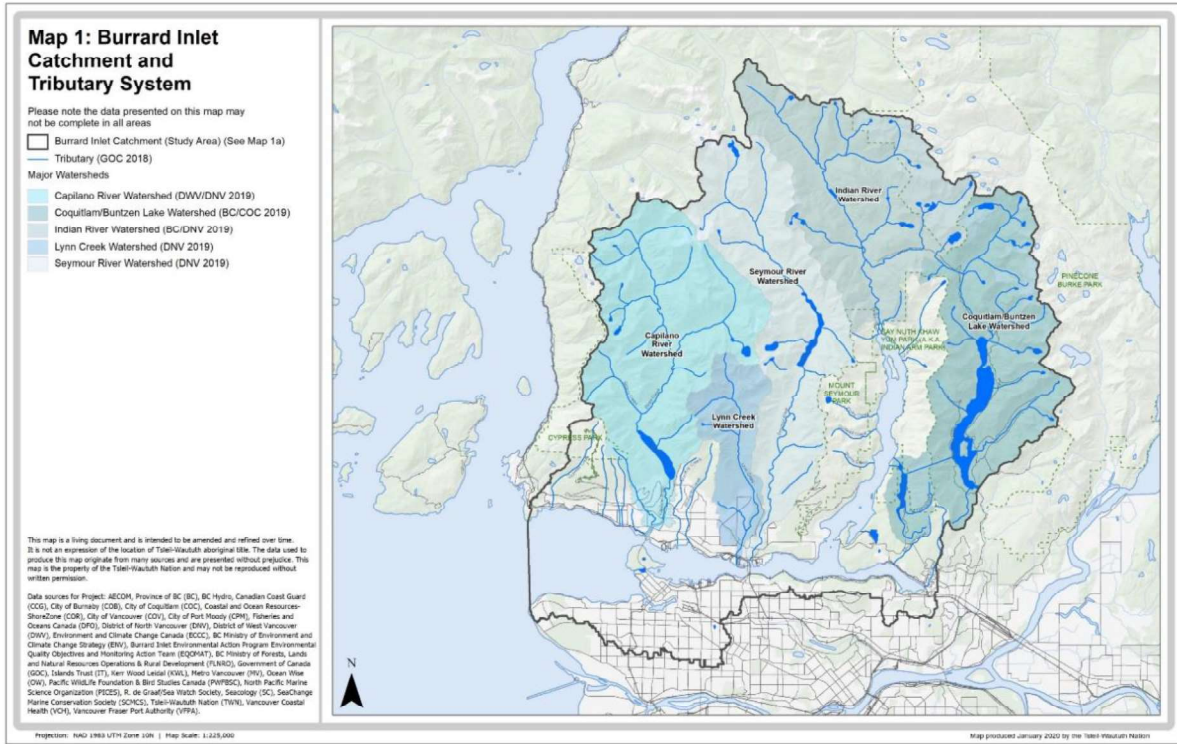 Map 1: Burrard Inlet
Catchment and
Tributary System
Please note the data presented on this map may
not be complete in all areas
Burrard Inlet Catchment (Study Area) (See Map 1a)
Tributary (GOC 2018)
Major Watersheds
Capilano River Watershed (DWV/DNV 2019)
Coquitlam/Buntzen Lake Watershed (BC/COC 2019)
Indian River Watershed (BC/DNV 2019)
Lynn Creek Watershed (DNV 2019)
Seymour River Watershed (DNV 2019)
Indian River
Watershed
Seymour River
Watershed
PINECONE
BURKE PARK
Coquitlam/Buntzen
Lake Watershed
Capilano
River
Watershed
SAY NUTH KHAW
YUM PARK (A.K.A.
INDIAN ARM PARK)
MOUNT
SEYMOUR
PARK
Lynn Creek
Watershed
CYPRESS PARK
This map is a living document and is intended to be amended and refined over time.
It is not an expression of the location of Tsleil-Waututh aboriginal title. The data used to
produce this map originate from many sources and are presented without prejudice. This
map is the property of the Tsleil-Waututh Nation and may not be reproduced without
written permission.
Data sources for Project: AECOM, Province of BC (BC), BC Hydro, Canadian Coast Guard
(CCG), City of Burnaby (COB), City of Coquitlam (COC), Coastal and Ocean Resources-
ShoreZone (COR), City of Vancouver (COV), City of Port Moody (CPM), Fisheries and
Oceans Canada (DFO), District of North Vancouver (DNV), District of West Vancouver
(DWV), Environment and Climate Change Canada (ECCC), BC Ministry of Environment and
Climate Change Strategy (ENV), Burrard Inlet Environmental Action Program Environmental
Quality Objectives and Monitoring Action Team (EQOMAT), BC Ministry of Forests, Lands
and Natural Resources Operations & Rural Development (FLNRO), Government of Canada
(GOC), Islands Trust (IT), Kerr Wood Leidal (KWL), Metro Vancouver (MV), Ocean Wise
(OW), Pacific WildLife Foundation & Bird Studies Canada (PWFBSC), North Pacific Marine
Science Organization (PICES), R. de Graaf/Sea Watch Society, Seacology (SC), SeaChange
Marine Conservation Society (SCMCS), Tsleil-Waututh Nation (TWN), Vancouver Coastal
Health (VCH), Vancouver Fraser Port Authority (VFPA).
N
Projection: NAD 1983 UTM Zone 10N | Map Scale: 1:225,000
Map produced January 2020 by the Tsleil-Waututh Nation